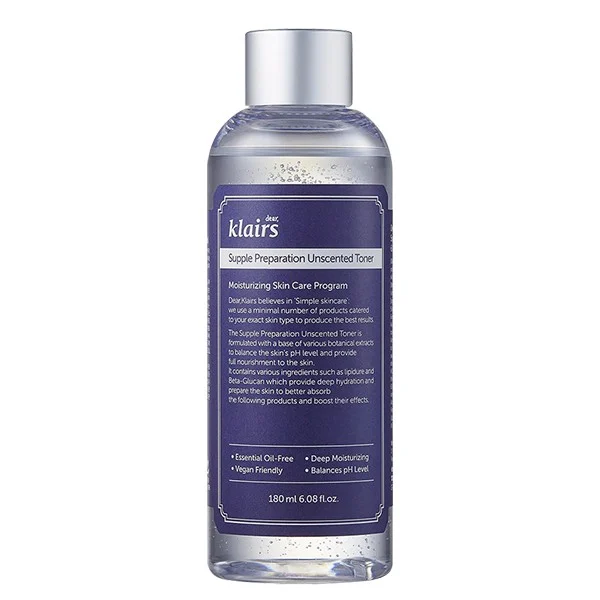 dear,
klairs
Supple Preparation Unscented Toner
Moisturizing Skin Care Program
Dear,Klairs believes in 'Simple skincare':
we use a minimal number of products catered
to your exact skin type to produce the best results.
The Supple Preparation Unscented Toner is
formulated with a base of various botanical extracts
to balance the skin's pH level and provide
full nourishment to the skin.
It contains various ingredients such as lipidure and
Beta-Glucan which provide deep hydration and
prepare the skin to better absorb
the following products and boost their effects.
• Essential Oil-Free • Deep Moisturizing
• Vegan Friendly • Balances pH Level
180 ml 6.08 fl.oz.